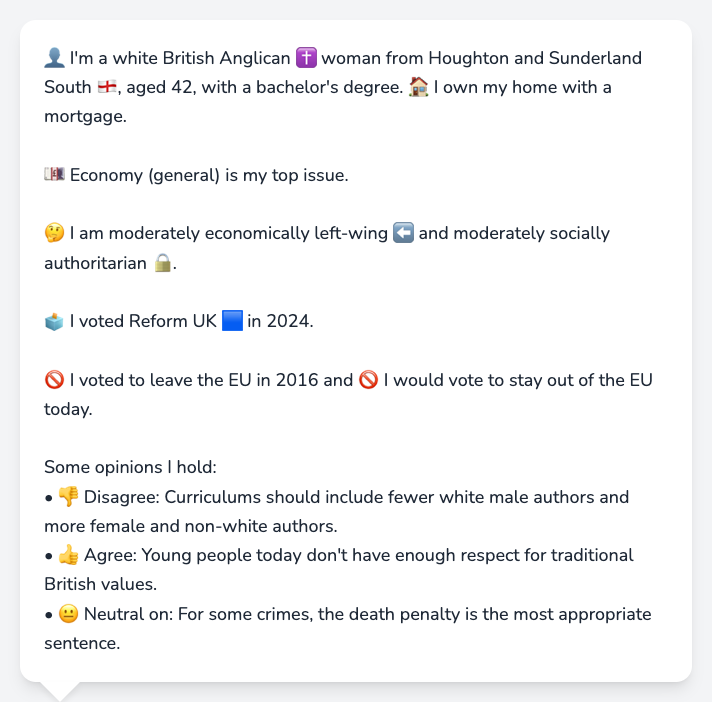 👤 I'm a white British Anglican ✝️ woman from Houghton and Sunderland
South 🏴󠁧󠁢󠁥󠁮󠁧󠁿, aged 42, with a bachelor's degree. 🏠 I own my home with a
mortgage.
💷 Economy (general) is my top issue.
🤔 I am moderately economically left-wing ⬅️ and moderately socially
authoritarian 🔒.
🗳️ I voted Reform UK 🟦 in 2024.
🚫 I voted to leave the EU in 2016 and 🚫 I would vote to stay out of the EU
today.
Some opinions I hold:
• 👎 Disagree: Curriculums should include fewer white male authors and
more female and non-white authors.
• 👍 Agree: Young people today don't have enough respect for traditional
British values.
• 😐 Neutral on: For some crimes, the death penalty is the most appropriate
sentence.